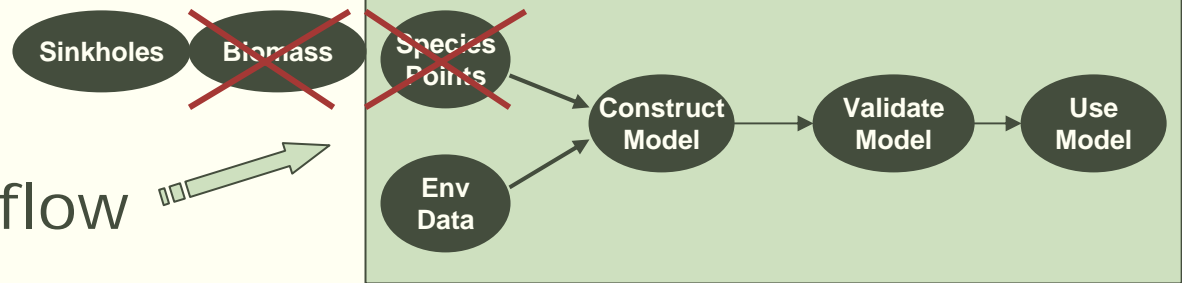 Sinkholes
Biomass
Species
Points
Construct
Model
Validate
Model
Use
Model
Env
Data
flow